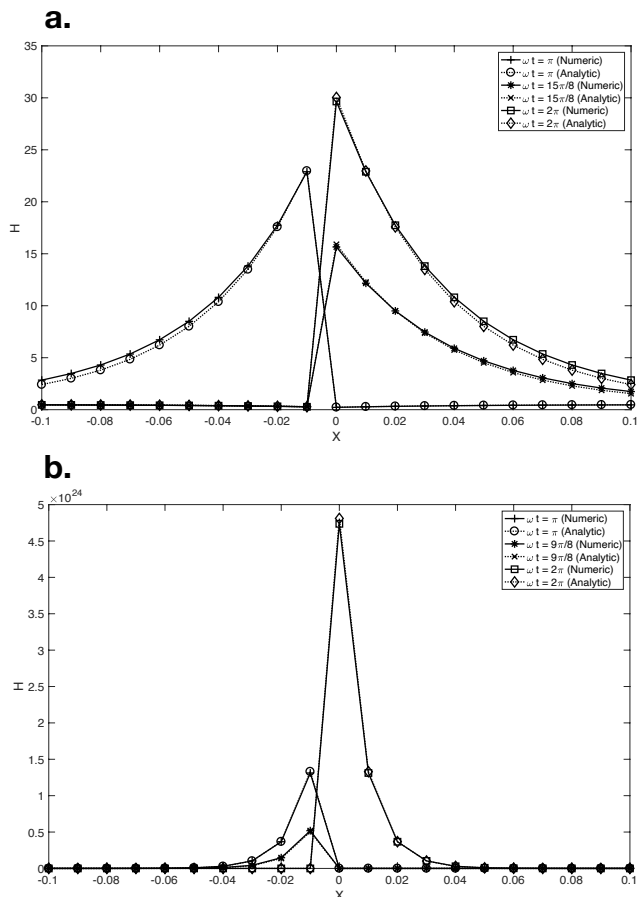 a.
35
30
25
20
15
10
5
0
H
-0.1
-0.08
-0.06
-0.04
-0.02
0
0.02
0.04
0.06
0.08
0.1
X
ω t = π (Numeric)
ω t = π (Analytic)
ω t = 15π/8 (Numeric)
ω t = 15π/8 (Analytic)
ω t = 2π (Numeric)
ω t = 2π (Analytic)
b.
×10^24
5
4.5
4
3.5
3
2.5
2
1.5
1
0.5
0
H
-0.1
-0.08
-0.06
-0.04
-0.02
0
0.02
0.04
0.06
0.08
0.1
X
ω t = π (Numeric)
ω t = π (Analytic)
ω t = 9π/8 (Numeric)
ω t = 9π/8 (Analytic)
ω t = 2π (Numeric)
ω t = 2π (Analytic)